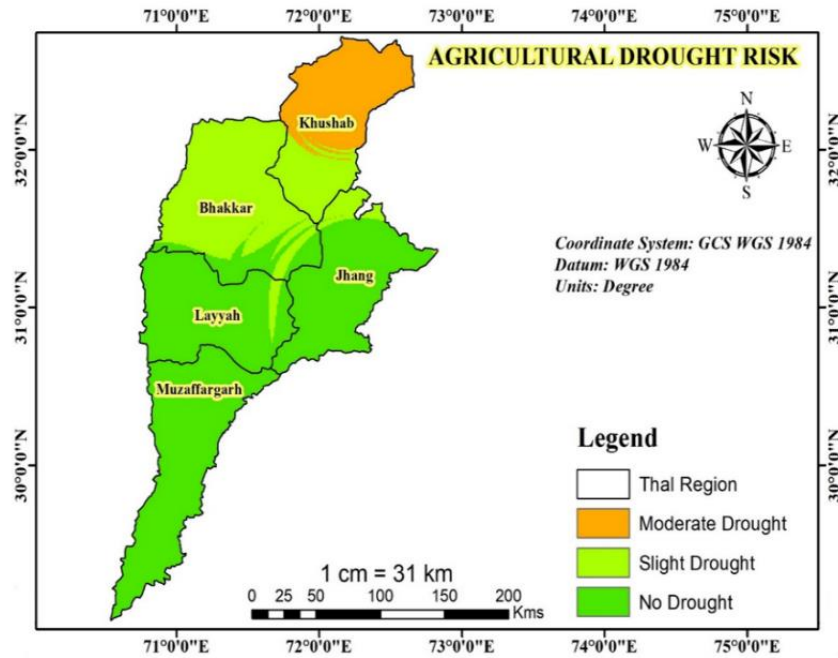 71°0'0"E 72°0'0"E 73°0'0"E 74°0'0"E 75°0'0"E
AGRICULTURAL DROUGHT RISK
N
W E
S
32°0'0"N
31°0'0"N
30°0'0"N
32°0'0"N
31°0'0"N
30°0'0"N
Khushab
Bhakkar
Jhang
Layyah
Muzaffargarh
Coordinate System: GCS WGS 1984
Datum: WGS 1984
Units: Degree
Legend
Thal Region
Moderate Drought
Slight Drought
No Drought
1 cm = 31 km
0 25 50 100 150 200
Kms
71°0'0"E 72°0'0"E 73°0'0"E 74°0'0"E 75°0'0"E